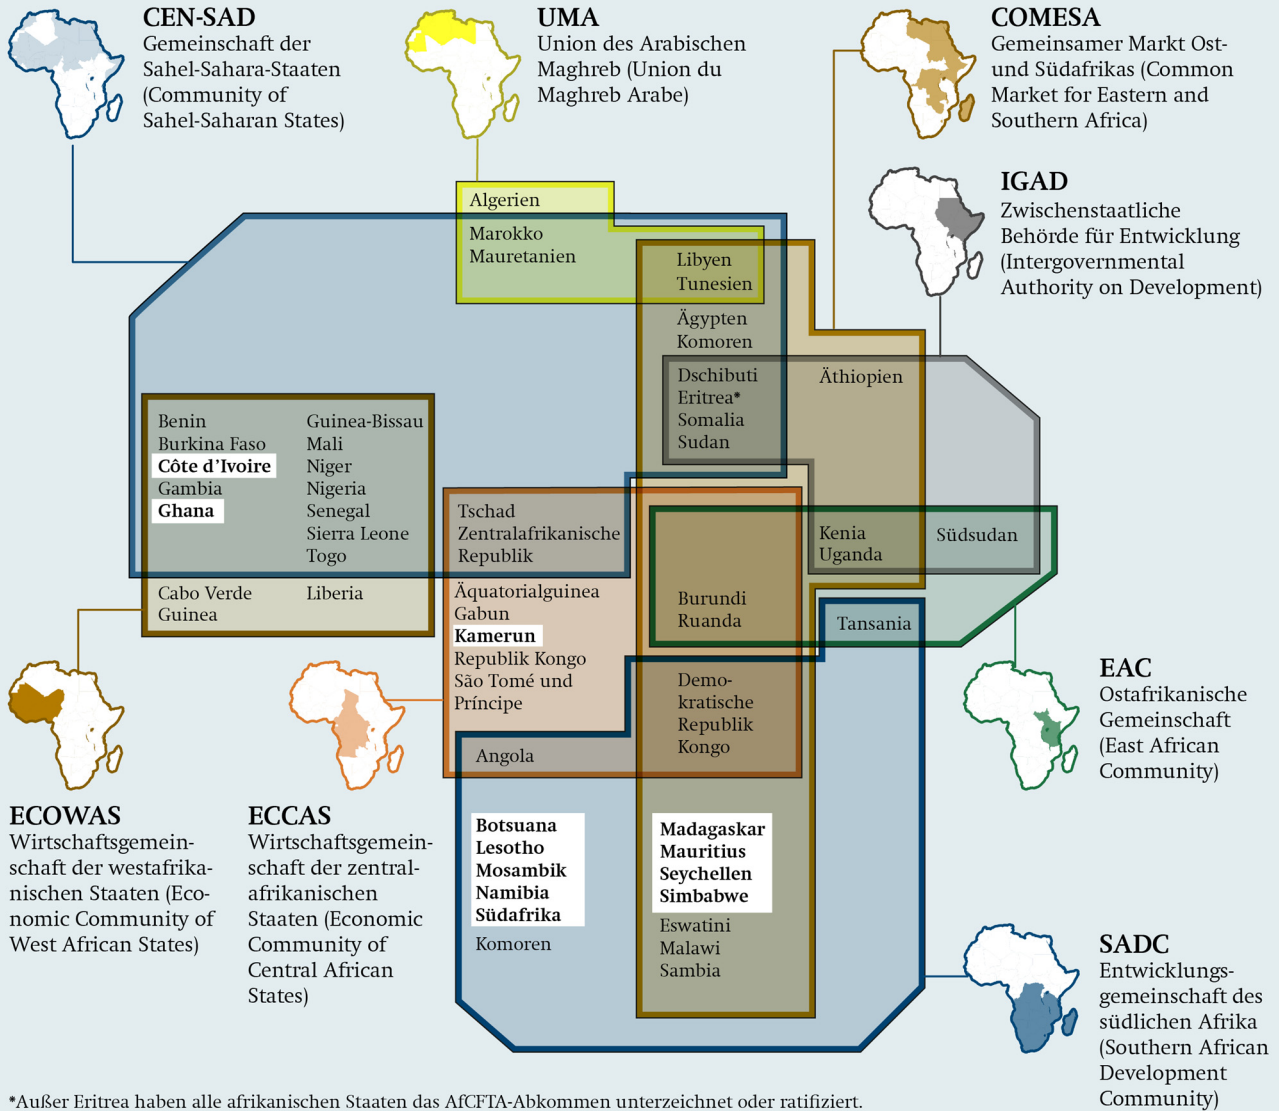 CEN-SAD
Gemeinschaft der
Sahel-Sahara-Staaten
(Community of
Sahel-Saharan States)
UMA
Union des Arabischen
Maghreb (Union du
Maghreb Arabe)
COMESA
Gemeinsamer Markt Ost-
und Südafrikas (Common
Market for Eastern and
Southern Africa)
IGAD
Zwischenstaatliche
Behörde für Entwicklung
(Intergovernmental
Authority on Development)
Algerien
Marokko
Mauretanien
Libyen
Tunesien
Ägypten
Komoren
Dschibuti
Eritrea*
Somalia
Sudan
Äthiopien
Benin
Burkina Faso
Côte d’Ivoire
Gambia
Ghana
Guinea-Bissau
Mali
Niger
Nigeria
Senegal
Sierra Leone
Togo
Cabo Verde
Guinea
Liberia
Tschad
Zentralafrikanische
Republik
Äquatorialguinea
Gabun
Kamerun
Republik Kongo
São Tomé und
Príncipe
Angola
Kenia
Uganda
Südsudan
Burundi
Ruanda
Tansania
Demo-
kratische
Republik
Kongo
Botsuana
Lesotho
Mosambik
Namibia
Südafrika
Komoren
Madagaskar
Mauritius
Seychellen
Simbabwe
Eswatini
Malawi
Sambia
ECOWAS
Wirtschaftsgemein-
schaft der westafrika-
nischen Staaten (Eco-
nomic Community of
West African States)
ECCAS
Wirtschaftsgemein-
schaft der zentral-
afrikanischen
Staaten (Economic
Community of
Central African
States)
EAC
Ostafrikanische
Gemeinschaft
(East African
Community)
SADC
Entwicklungs-
gemeinschaft des
südlichen Afrika
(Southern African
Development
Community)
*Außer Eritrea haben alle afrikanischen Staaten das AfCFTA-Abkommen unterzeichnet oder ratifiziert.